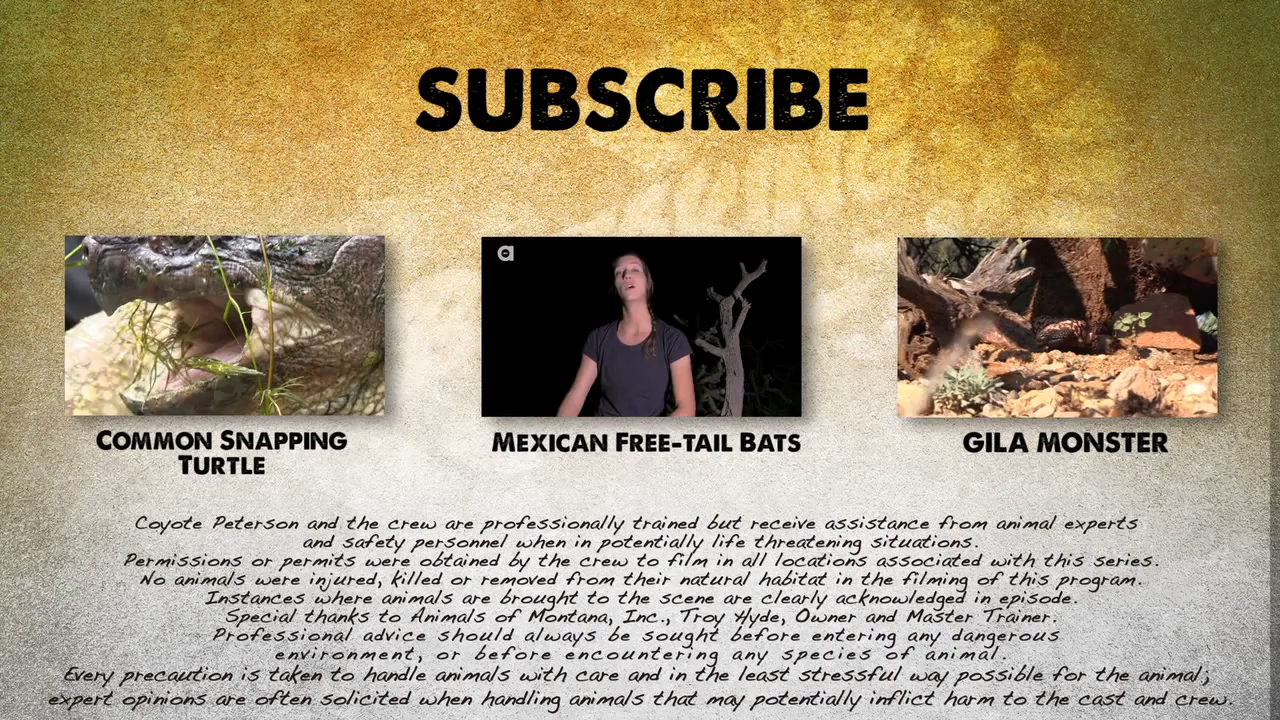 SUBSCRIBE
a
COMMON SNAPPING
TURTLE
MEXICAN FREE-TAIL BATS
GILA MONSTER
Coyote Peterson and the crew are professionally trained but receive assistance from animal experts
and safety personnel when in potentially life threatening situations.
Permissions or permits were obtained by the crew to film in all locations associated with this series.
No animals were injured, killed or removed from their natural habitat in the filming of this program.
Instances where animals are brought to the scene are clearly acknowledged in episode.
Special thanks to Animals of Montana, Inc., Troy Hyde, Owner and Master Trainer.
Professional advice should always be sought before entering any dangerous
environment, or before encountering any species of animal.
Every precaution is taken to handle animals with care and in the least stressful way possible for the animal;
expert opinions are often solicited when handling animals that may potentially inflict harm to the cast and crew.